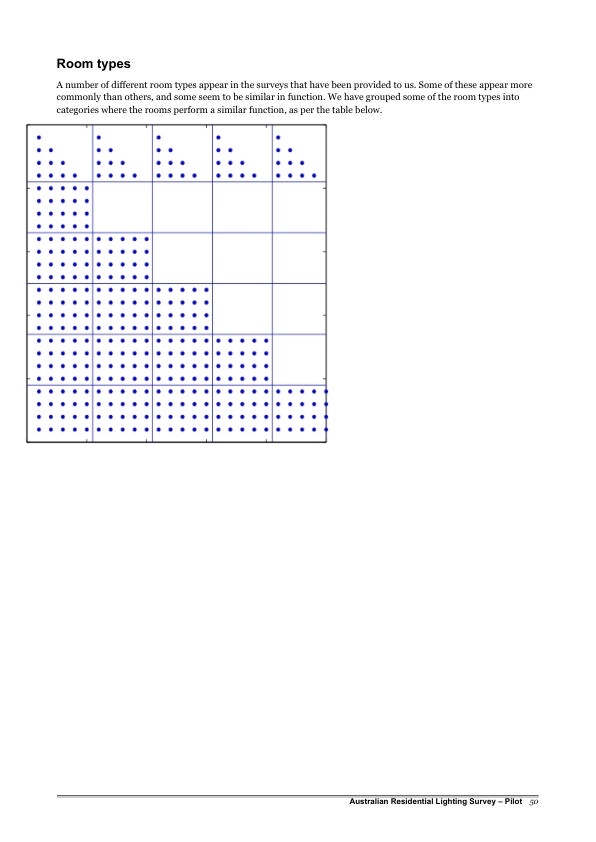 Room types
A number of different room types appear in the surveys that have been provided to us. Some of these appear more
commonly than others, and some seem to be similar in function. We have grouped some of the room types into
categories where the rooms perform a similar function, as per the table below.
Australian Residential Lighting Survey – Pilot 50